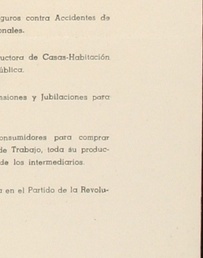 guros contra Accidentes de
onales.
uctora de Casas-Habitación
ública.
nsiones y Jubilaciones para
onsumidores para comprar
de Trabajo, toda su produc-
de los intermediarios.
e en el Partido de la Revolu-